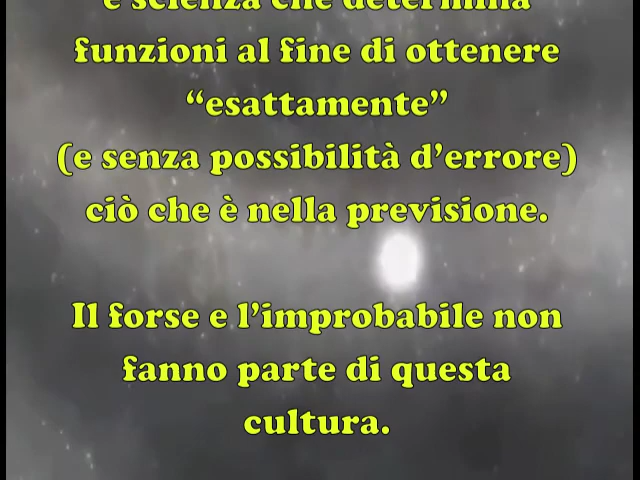 è scienza che determina
funzioni al fine di ottenere
“esattamente”
(e senza possibilità d’errore)
ciò che è nella previsione.
Il forse e l’improbabile non
fanno parte di questa
cultura.